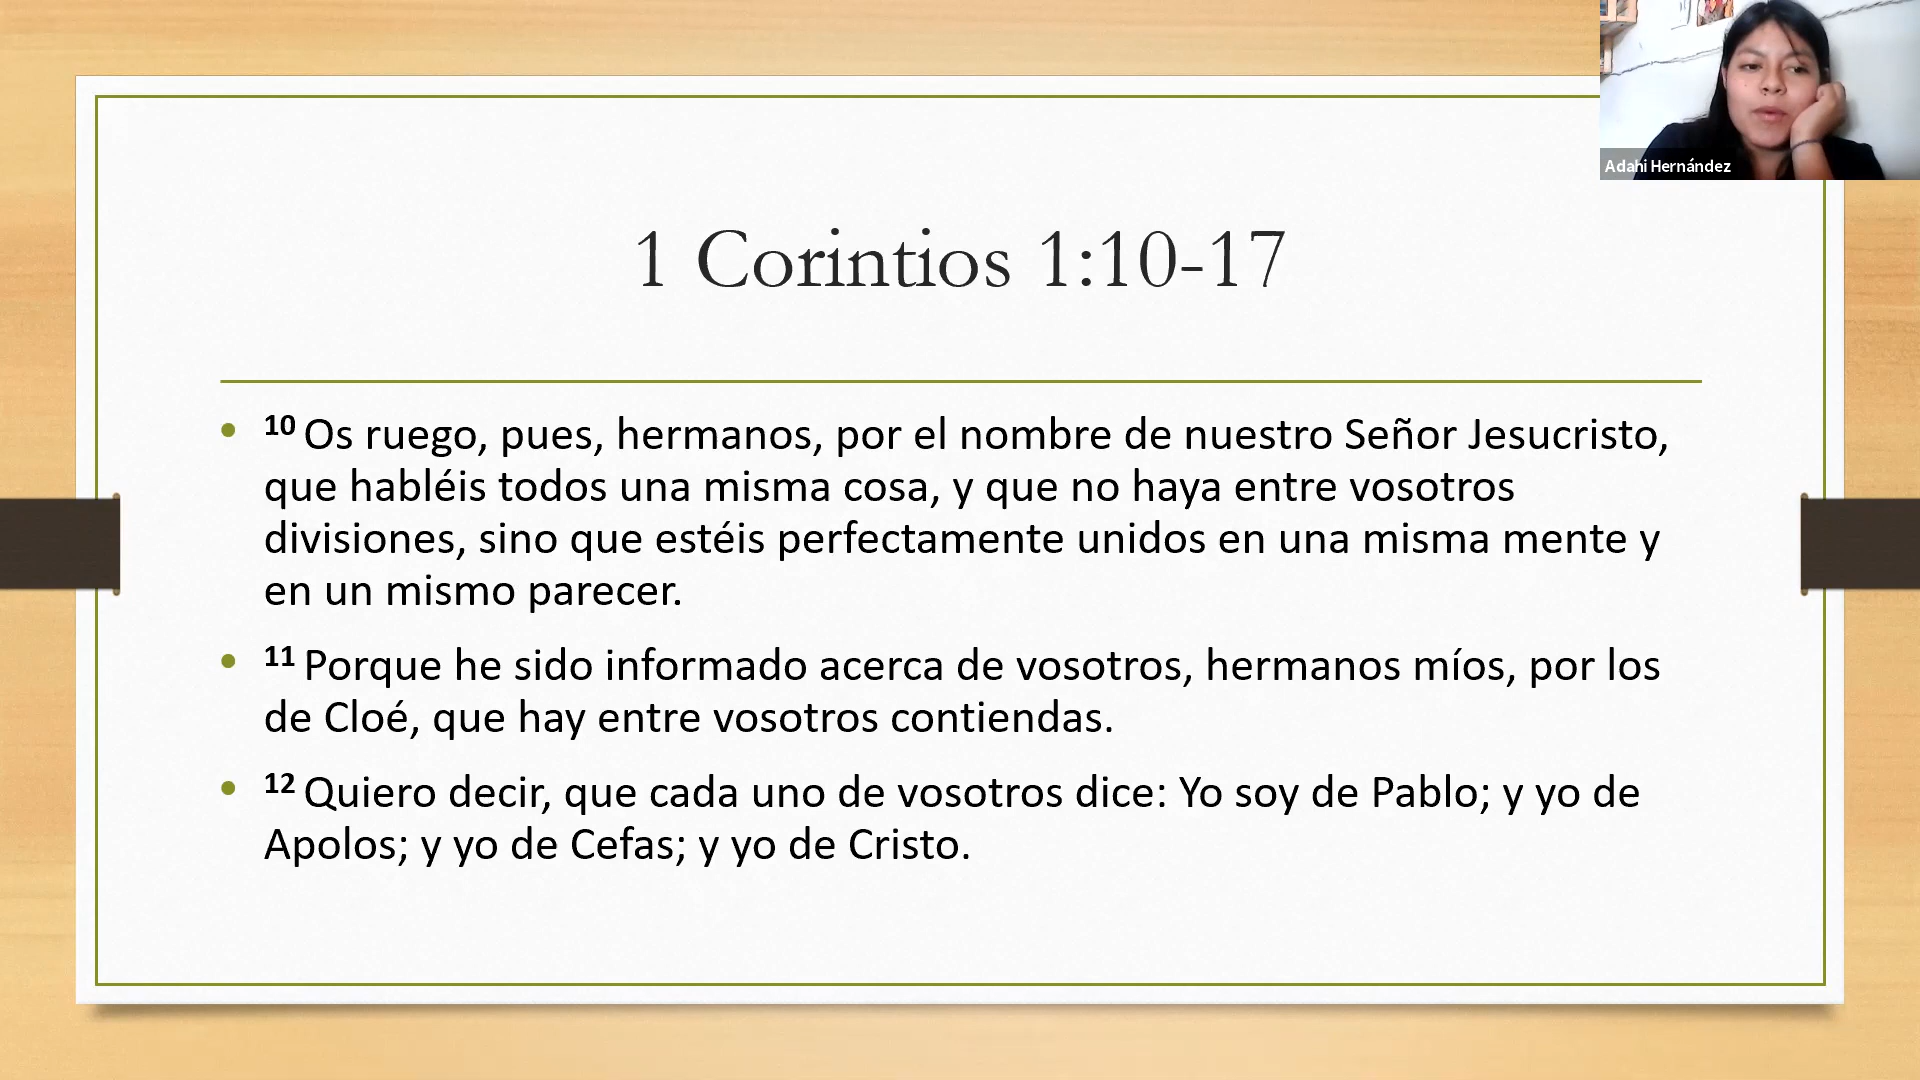 Adahi Hernández
1 Corintios 1:10-17
• 10 Os ruego, pues, hermanos, por el nombre de nuestro Señor Jesucristo,
que habléis todos una misma cosa, y que no haya entre vosotros
divisiones, sino que estéis perfectamente unidos en una misma mente y
en un mismo parecer.
• 11 Porque he sido informado acerca de vosotros, hermanos míos, por los
de Cloé, que hay entre vosotros contiendas.
• 12 Quiero decir, que cada uno de vosotros dice: Yo soy de Pablo; y yo de
Apolos; y yo de Cefas; y yo de Cristo.